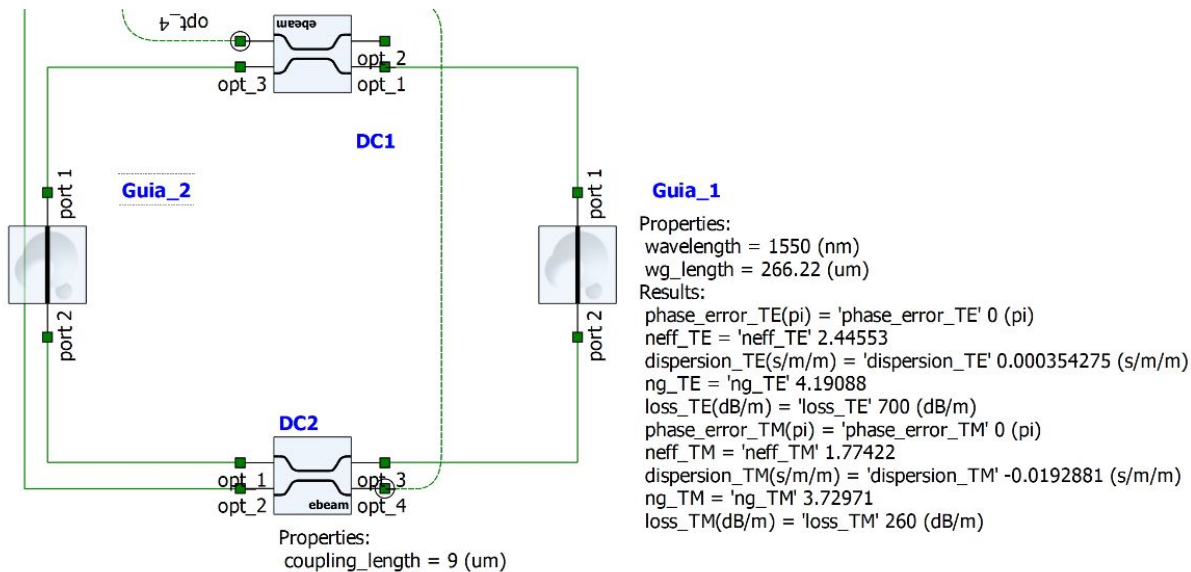 opt_4
ebeam
opt_2
opt_3
opt_1
DC1
port 1
Guia_2
port 2
port 1
Guia_1
port 2
Properties:
wavelength = 1550 (nm)
wg_length = 266.22 (um)
Results:
phase_error_TE(pi) = 'phase_error_TE' 0 (pi)
neff_TE = 'neff_TE' 2.44553
dispersion_TE(s/m/m) = 'dispersion_TE' 0.000354275 (s/m/m)
ng_TE = 'ng_TE' 4.19088
loss_TE(dB/m) = 'loss_TE' 700 (dB/m)
phase_error_TM(pi) = 'phase_error_TM' 0 (pi)
neff_TM = 'neff_TM' 1.77422
dispersion_TM(s/m/m) = 'dispersion_TM' -0.0192881 (s/m/m)
ng_TM = 'ng_TM' 3.72971
loss_TM(dB/m) = 'loss_TM' 260 (dB/m)
DC2
opt_1
opt_3
opt_2
ebeam
opt_4
Properties:
coupling_length = 9 (um)